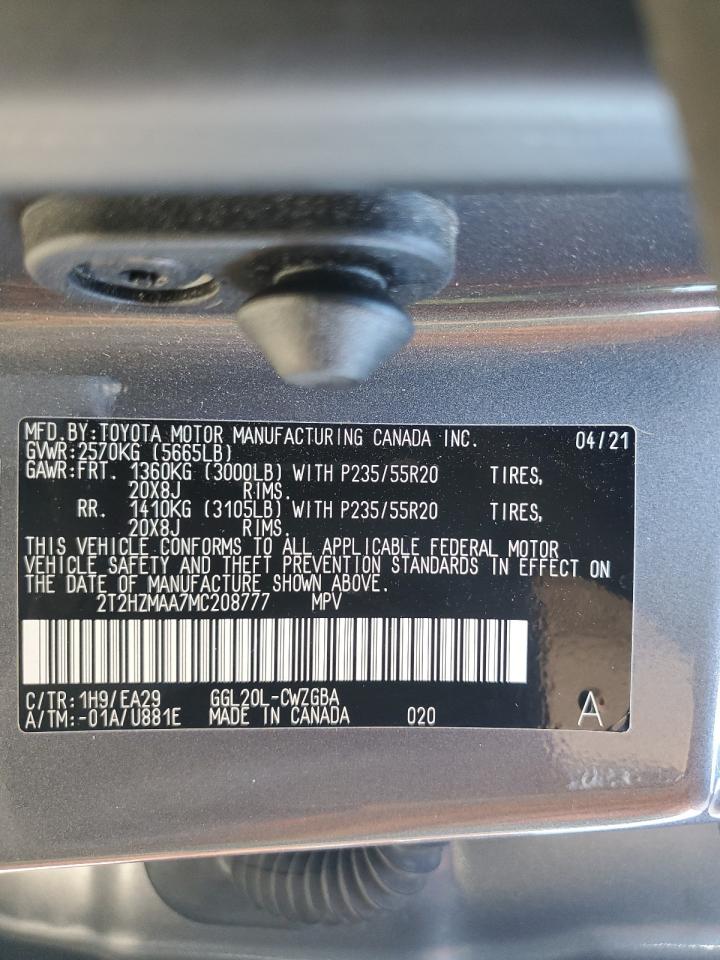 MFD.BY:TOYOTA MOTOR MANUFACTURING CANADA INC. 04/21
GVWR:2570KG (5665LB)
GAWR:FRT. 1360KG (3000LB) WITH P235/55R20 TIRES,
20X8J RIMS.
RR. 1410KG (3105LB) WITH P235/55R20 TIRES,
20X8J RIMS.
THIS VEHICLE CONFORMS TO ALL APPLICABLE FEDERAL MOTOR
VEHICLE SAFETY AND THEFT PREVENTION STANDARDS IN EFFECT ON
THE DATE OF MANUFACTURE SHOWN ABOVE.
2T2HZMAA7MC208777 MPV
C/TR:1H9/EA29 GGL20L-CWZGBA
A/TM:-01A/U881E MADE IN CANADA 020 A